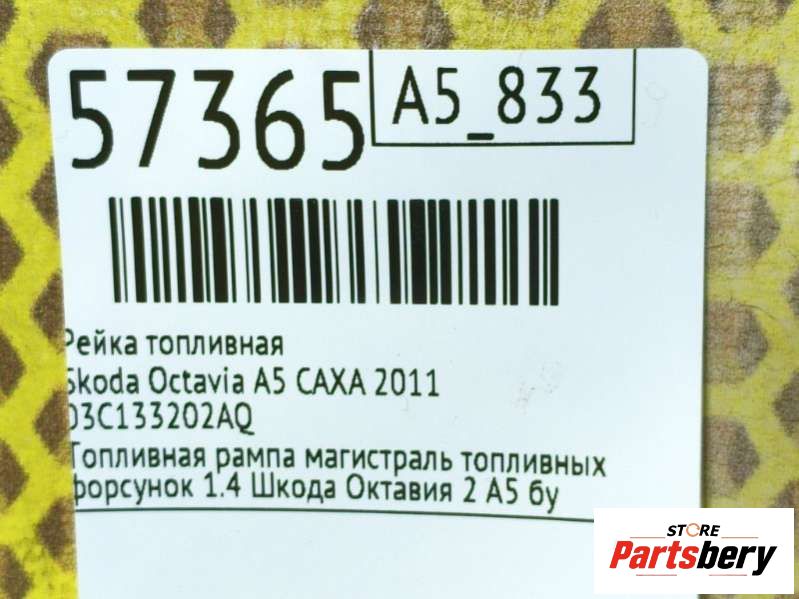 57365
A5_833
Рейка топливная
Skoda Octavia A5 CAXA 2011
03C133202AQ
Топливная рампа магистраль топливных
форсунок 1.4 Шкода Октавия 2 А5 бу
STORE
Partsbery